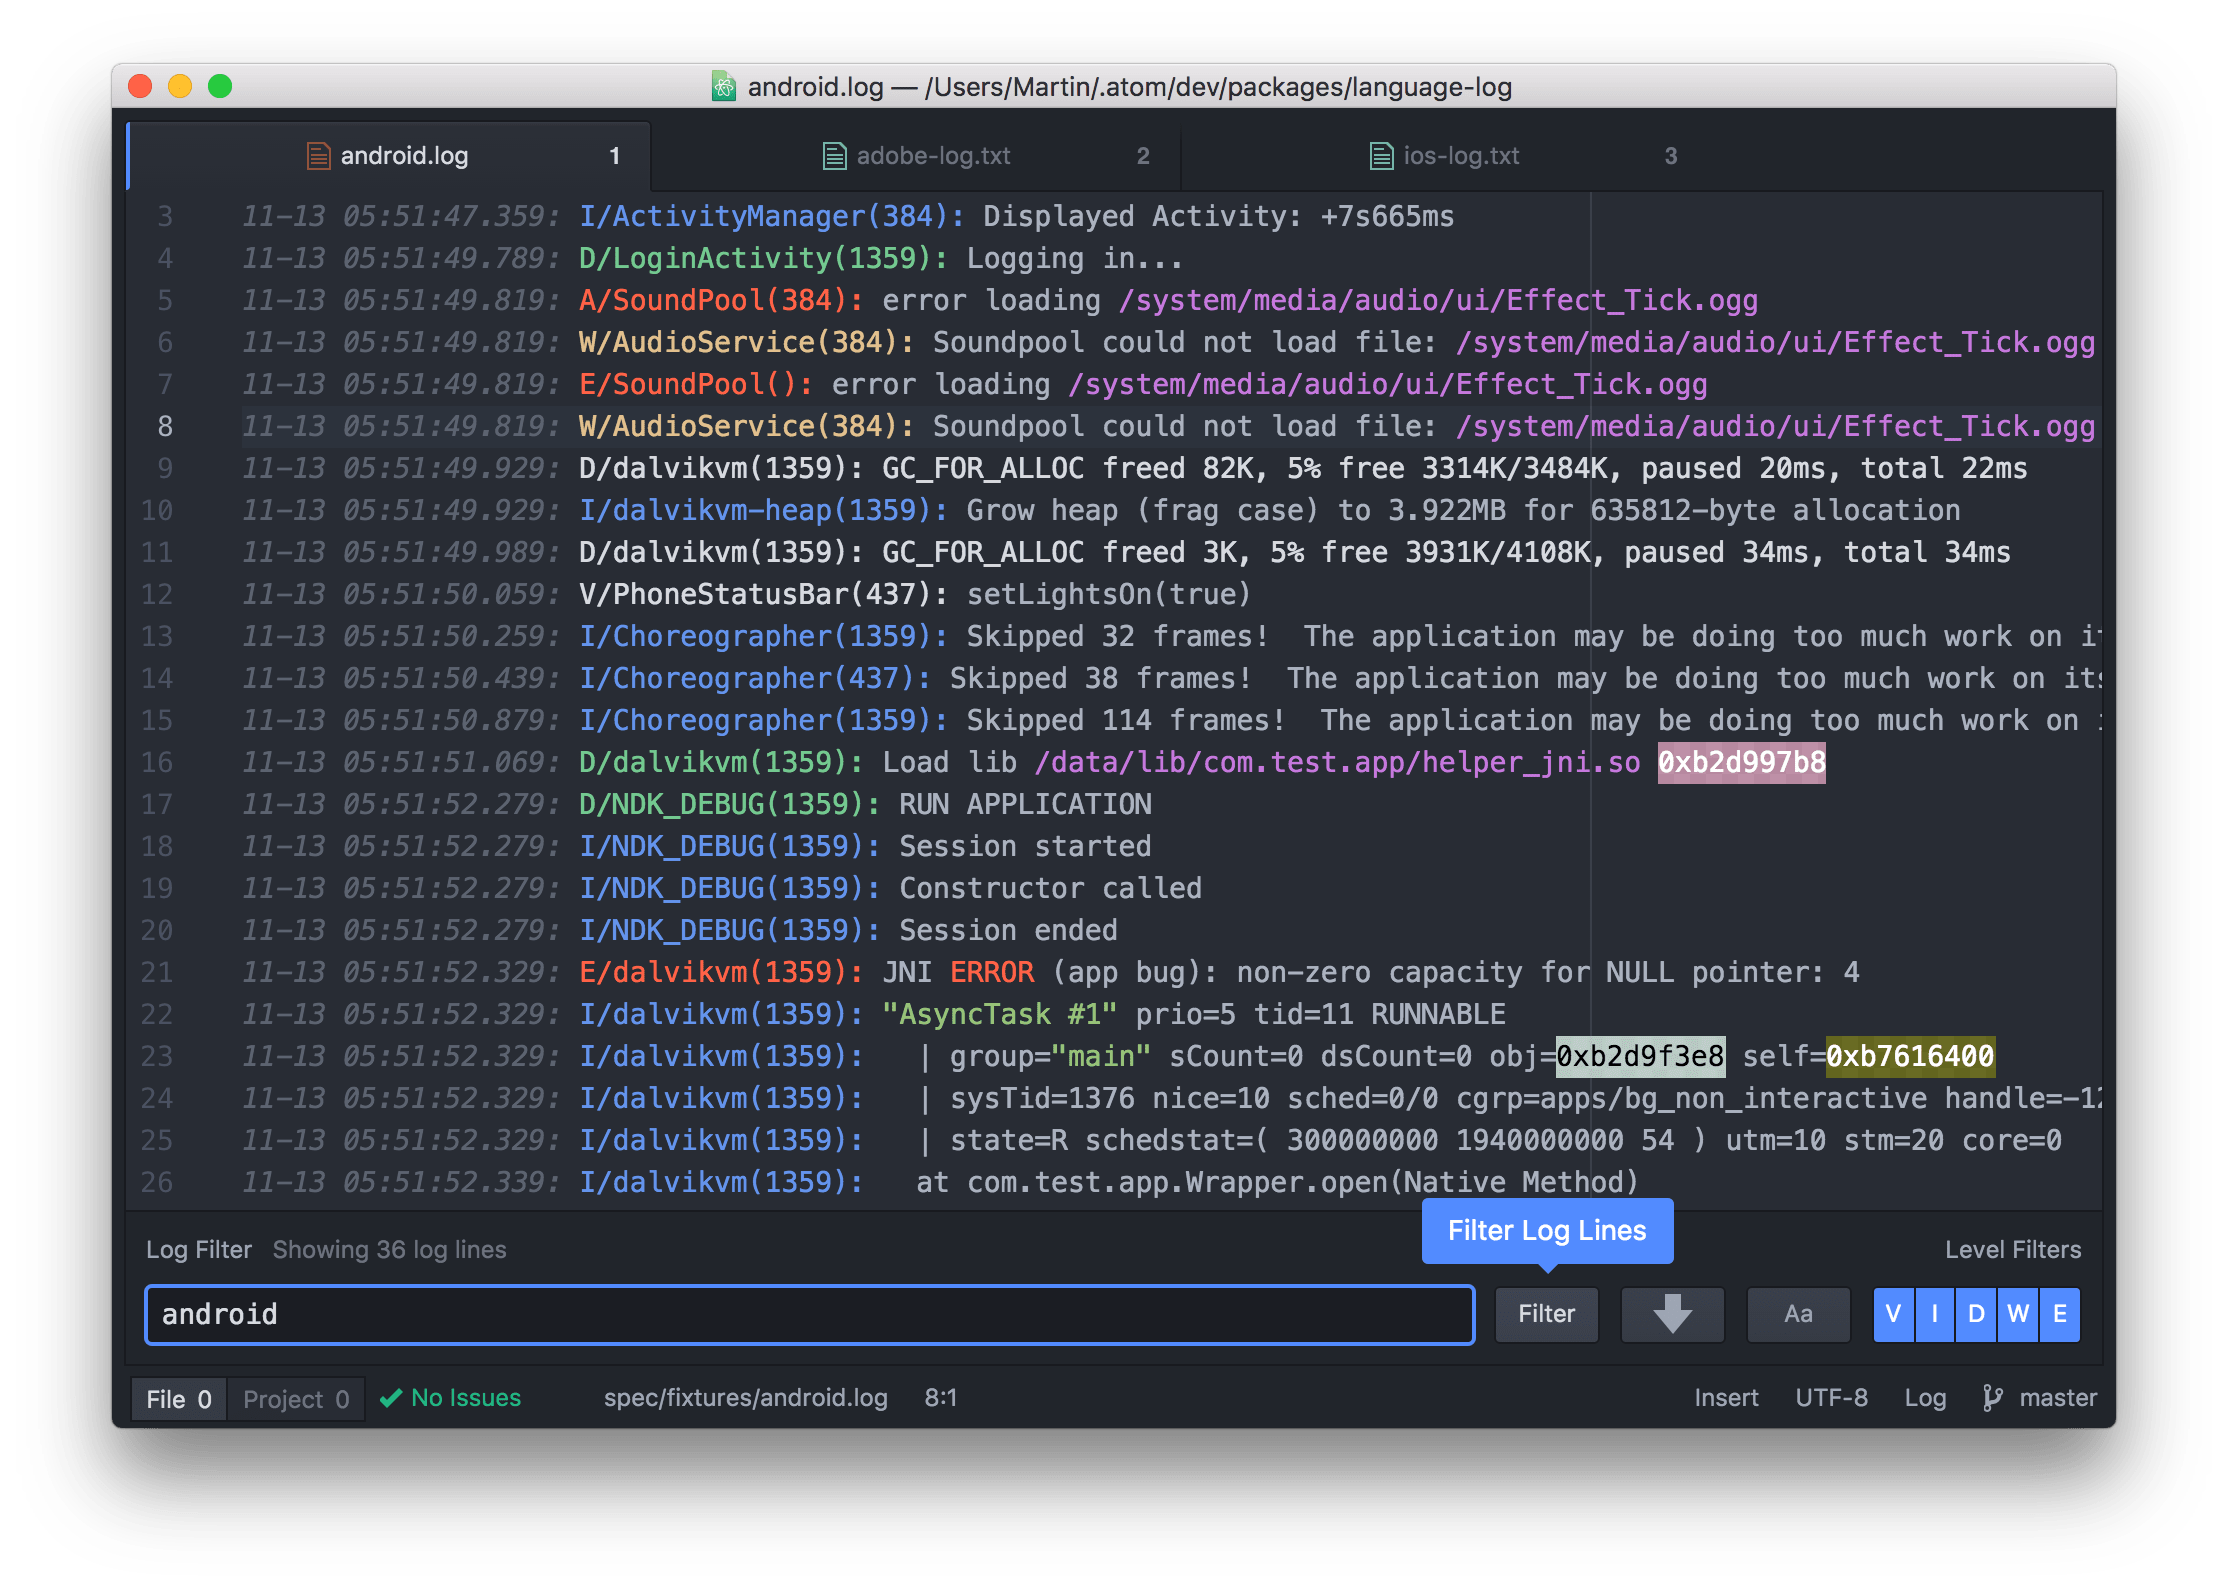 android.log — /Users/Martin/.atom/dev/packages/language-log
android.log 1 adobe-log.txt 2 ios-log.txt 3
3 11-13 05:51:47.359: I/ActivityManager(384): Displayed Activity: +7s665ms
4 11-13 05:51:49.789: D/LoginActivity(1359): Logging in...
5 11-13 05:51:49.819: A/SoundPool(384): error loading /system/media/audio/ui/Effect_Tick.ogg
6 11-13 05:51:49.819: W/AudioService(384): Soundpool could not load file: /system/media/audio/ui/Effect_Tick.ogg
7 11-13 05:51:49.819: E/SoundPool(): error loading /system/media/audio/ui/Effect_Tick.ogg
8 11-13 05:51:49.819: W/AudioService(384): Soundpool could not load file: /system/media/audio/ui/Effect_Tick.ogg
9 11-13 05:51:49.929: D/dalvikvm(1359): GC_FOR_ALLOC freed 82K, 5% free 3314K/3484K, paused 20ms, total 22ms
10 11-13 05:51:49.929: I/dalvikvm-heap(1359): Grow heap (frag case) to 3.922MB for 635812-byte allocation
11 11-13 05:51:49.989: D/dalvikvm(1359): GC_FOR_ALLOC freed 3K, 5% free 3931K/4108K, paused 34ms, total 34ms
12 11-13 05:51:50.059: V/PhoneStatusBar(437): setLightsOn(true)
13 11-13 05:51:50.259: I/Choreographer(1359): Skipped 32 frames!  The application may be doing too much work on it
14 11-13 05:51:50.439: I/Choreographer(437): Skipped 38 frames!  The application may be doing too much work on its
15 11-13 05:51:50.879: I/Choreographer(1359): Skipped 114 frames!  The application may be doing too much work on i
16 11-13 05:51:51.069: D/dalvikvm(1359): Load lib /data/lib/com.test.app/helper_jni.so 0xb2d997b8
17 11-13 05:51:52.279: D/NDK_DEBUG(1359): RUN APPLICATION
18 11-13 05:51:52.279: I/NDK_DEBUG(1359): Session started
19 11-13 05:51:52.279: I/NDK_DEBUG(1359): Constructor called
20 11-13 05:51:52.279: I/NDK_DEBUG(1359): Session ended
21 11-13 05:51:52.329: E/dalvikvm(1359): JNI ERROR (app bug): non-zero capacity for NULL pointer: 4
22 11-13 05:51:52.329: I/dalvikvm(1359): "AsyncTask #1" prio=5 tid=11 RUNNABLE
23 11-13 05:51:52.329: I/dalvikvm(1359):   | group="main" sCount=0 dsCount=0 obj=0xb2d9f3e8 self=0xb7616400
24 11-13 05:51:52.329: I/dalvikvm(1359):   | sysTid=1376 nice=10 sched=0/0 cgrp=apps/bg_non_interactive handle=-12
25 11-13 05:51:52.329: I/dalvikvm(1359):   | state=R schedstat=( 300000000 1940000000 54 ) utm=10 stm=20 core=0
26 11-13 05:51:52.339: I/dalvikvm(1359):   at com.test.app.Wrapper.open(Native Method)
Filter Log Lines
Log Filter Showing 36 log lines Level Filters
android Filter Aa V I D W E
File 0 Project 0 No Issues spec/fixtures/android.log 8:1 Insert UTF-8 Log master